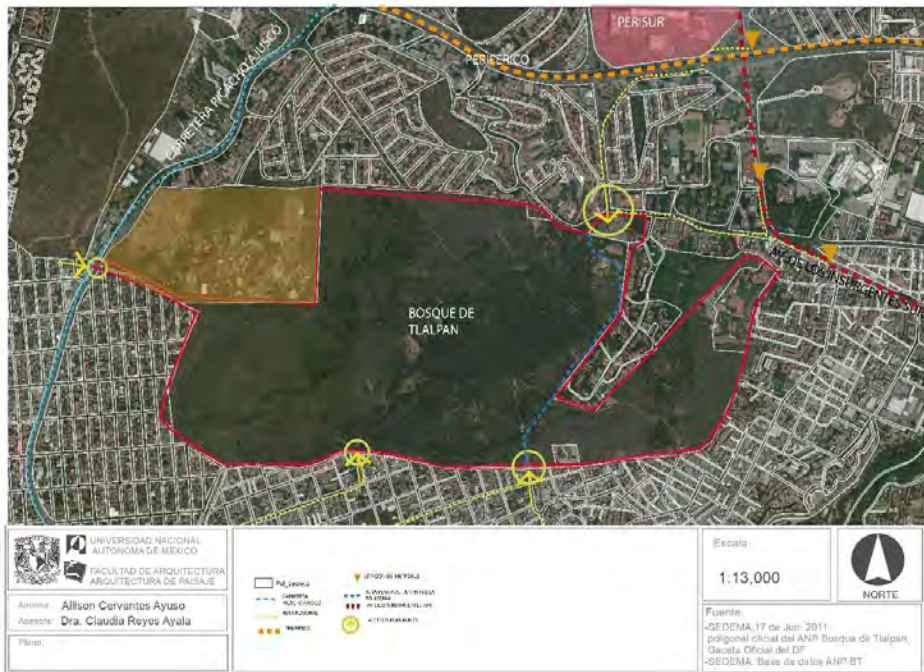 PERISUR
PERIFERICO
CARRETERA PICACHO AJUSCO
AV. DE LOS INSURGENTES SUR
BOSQUE DE
TLALPAN
UNIVERSIDAD NACIONAL
AUTÓNOMA DE MÉXICO
FACULTAD DE ARQUITECTURA
ARQUITECTURA DE PAISAJE
Alumna: Allison Cervantes Ayuso
Asesora: Dra. Claudia Reyes Ayala
Plano:
CARRETERA
PERIFERICO
Escala:
1:13,000
NORTE
Fuente:
-SEDEMA, 17 de Jun- 2011-
poligonal oficial del ANP Bosque de Tlalpan;
Gaceta Oficial del DF
-SEDEMA. Base de datos ANP BT